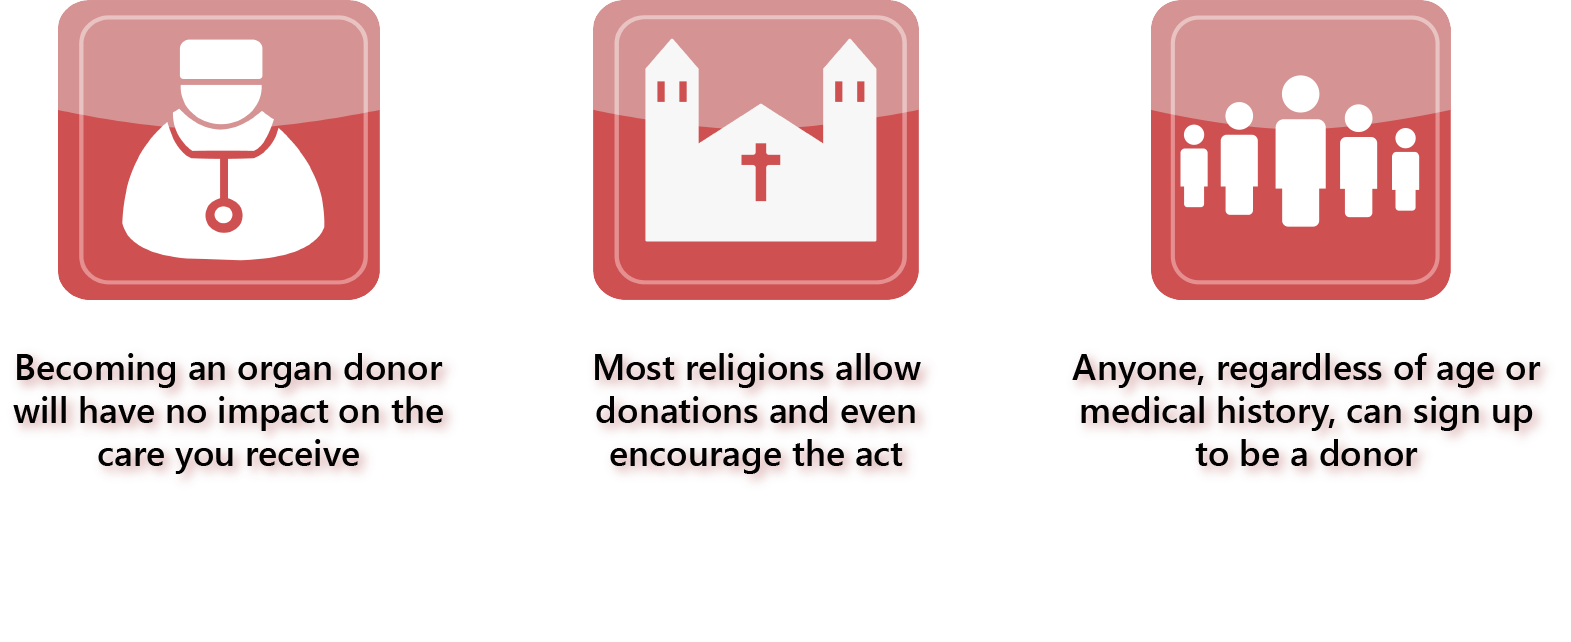 Becoming an organ donor
will have no impact on the
care you receive
Most religions allow
donations and even
encourage the act
Anyone, regardless of age or
medical history, can sign up
to be a donor